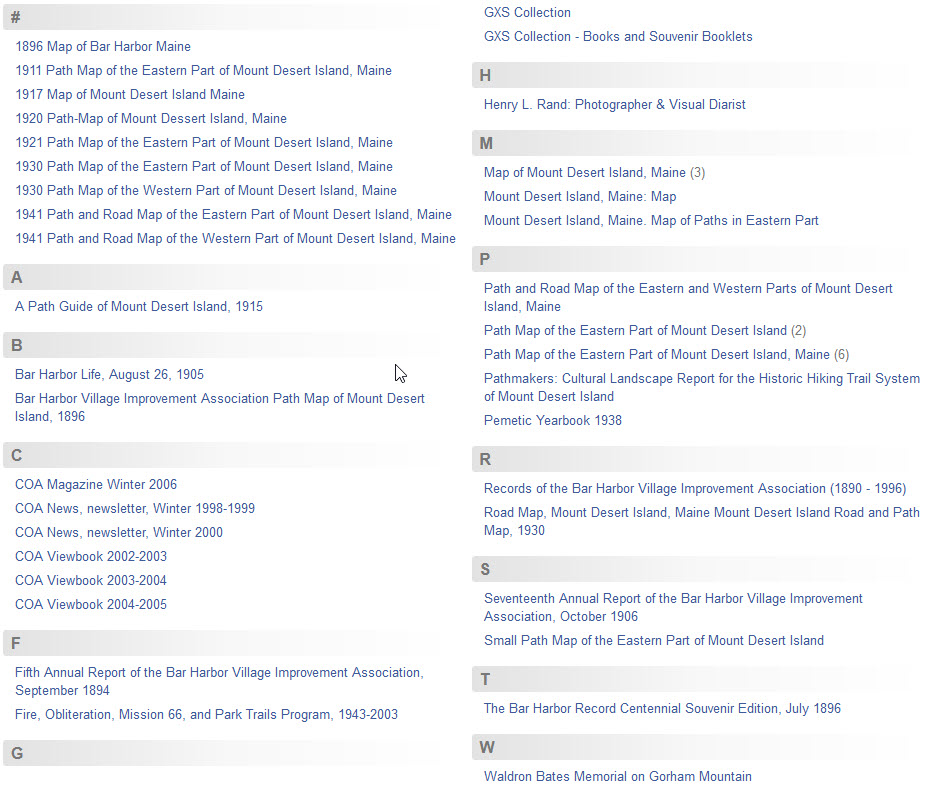 #
1896 Map of Bar Harbor Maine
1911 Path Map of the Eastern Part of Mount Desert Island, Maine
1917 Map of Mount Desert Island Maine
1920 Path-Map of Mount Dessert Island, Maine
1921 Path Map of the Eastern Part of Mount Desert Island, Maine
1930 Path Map of the Eastern Part of Mount Desert Island, Maine
1930 Path Map of the Western Part of Mount Desert Island, Maine
1941 Path and Road Map of the Eastern Part of Mount Desert Island, Maine
1941 Path and Road Map of the Western Part of Mount Desert Island, Maine
A
A Path Guide of Mount Desert Island, 1915
B
Bar Harbor Life, August 26, 1905
Bar Harbor Village Improvement Association Path Map of Mount Desert
Island, 1896
C
COA Magazine Winter 2006
COA News, newsletter, Winter 1998-1999
COA News, newsletter, Winter 2000
COA Viewbook 2002-2003
COA Viewbook 2003-2004
COA Viewbook 2004-2005
F
Fifth Annual Report of the Bar Harbor Village Improvement Association,
September 1894
Fire, Obliteration, Mission 66, and Park Trails Program, 1943-2003
G
GXS Collection
GXS Collection - Books and Souvenir Booklets
H
Henry L. Rand: Photographer & Visual Diarist
M
Map of Mount Desert Island, Maine (3)
Mount Desert Island, Maine: Map
Mount Desert Island, Maine. Map of Paths in Eastern Part
P
Path and Road Map of the Eastern and Western Parts of Mount Desert
Island, Maine
Path Map of the Eastern Part of Mount Desert Island (2)
Path Map of the Eastern Part of Mount Desert Island, Maine (6)
Pathmakers: Cultural Landscape Report for the Historic Hiking Trail System
of Mount Desert Island
Pemetic Yearbook 1938
R
Records of the Bar Harbor Village Improvement Association (1890 - 1996)
Road Map, Mount Desert Island, Maine Mount Desert Island Road and Path
Map, 1930
S
Seventeenth Annual Report of the Bar Harbor Village Improvement
Association, October 1906
Small Path Map of the Eastern Part of Mount Desert Island
T
The Bar Harbor Record Centennial Souvenir Edition, July 1896
W
Waldron Bates Memorial on Gorham Mountain